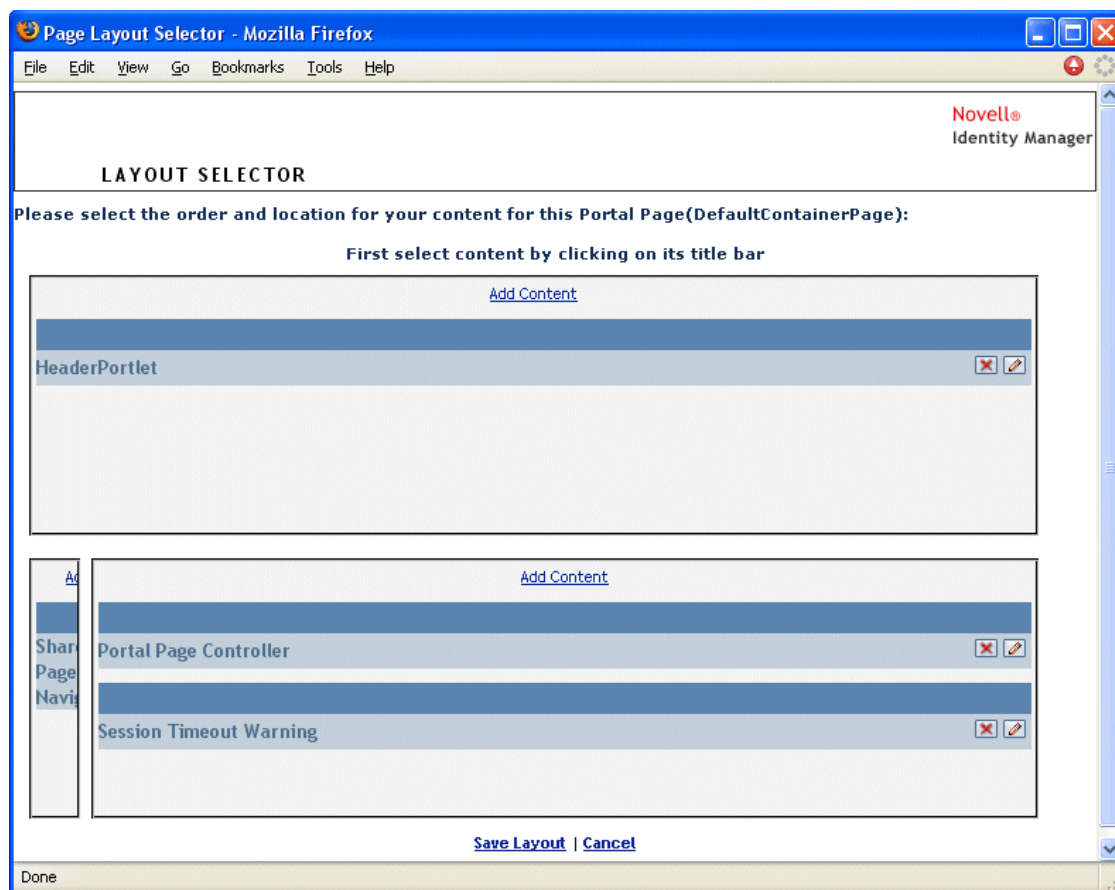 Page Layout Selector - Mozilla Firefox
File Edit View Go Bookmarks Tools Help
Novell®
Identity Manager
LAYOUT SELECTOR
Please select the order and location for your content for this Portal Page(DefaultContainerPage):
First select content by clicking on its title bar
Add Content
HeaderPortlet
Add Content
Portal Page Controller
Session Timeout Warning
Page
Save Layout | Cancel
Done